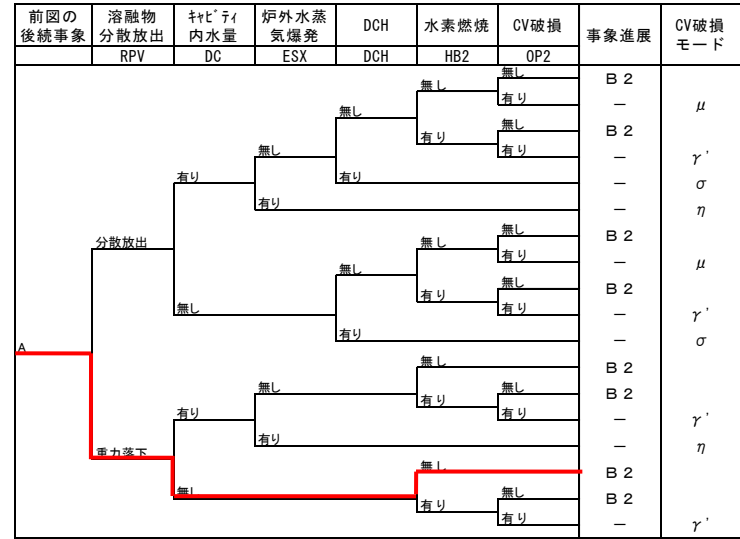 前図の 溶融物 ｷｬﾋﾞﾃｨ 炉外水蒸 DCH 水素燃焼 CV破損 事象進展 CV破損
後続事象 分散放出 内水量 気爆発 モード
RPV DC ESX DCH HB2 OP2
無し B2
無し
有り － μ
無し
無し B2
有り
無し 有り － γ'
有り 有り － σ
有り － η
無し B2
分散放出 無し
有り － μ
無し
無し B2
有り
無し 有り － γ'
有り － σ
A
無し B2
無し 無し B2
有り
有り 有り － γ'
有り － η
重力落下
無し B2
無し 無し B2
有り
有り － γ'